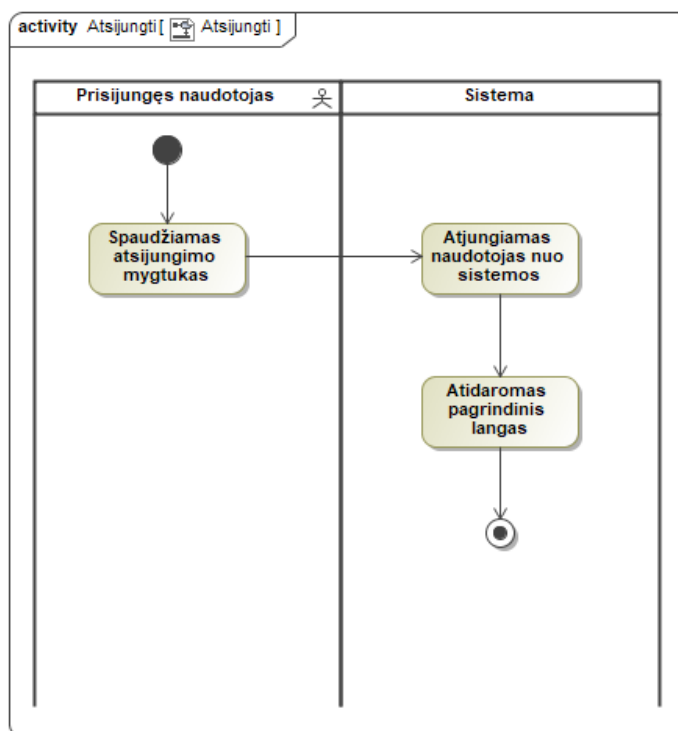 activity Atsijungti[ Atsijungti ]
Prisijungęs naudotojas
Sistema
Spaudžiamas
atsijungimo
mygtukas
Atjungiamas
naudotojas nuo
sistemos
Atidaromas
pagrindinis
langas